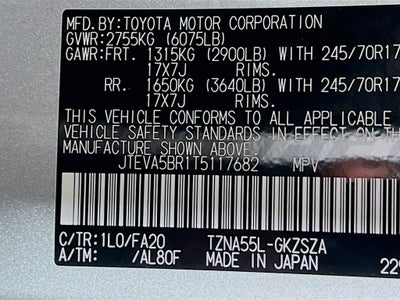 MFD.BY:TOYOTA MOTOR CORPORATION
GVWR:2755KG (6075LB)
GAWR:FRT. 1315KG (2900LB) WITH 245/70R17
17X7J RIMS.
RR. 1650KG (3640LB) WITH 245/70R17
17X7J RIMS.
THIS VEHICLE CONFORMS TO ALL APPLICABLE
VEHICLE SAFETY STANDARDS IN EFFECT ON
MANUFACTURE SHOWN ABOVE.
JTEVA5BR1T5117682 MPV
C/TR:1L0/FA20 TZNA55L-GKZSZA
A/TM: /AL80F MADE IN JAPAN 229